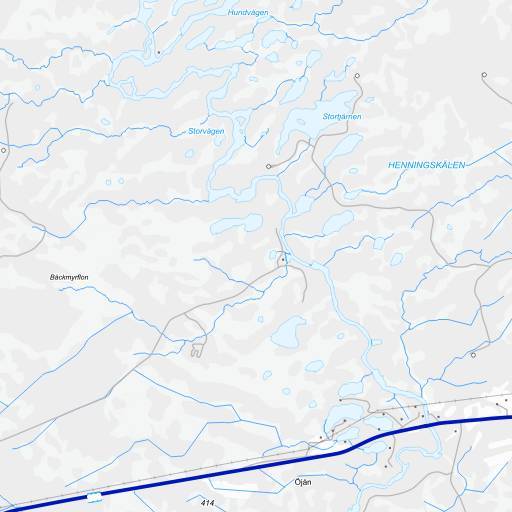 Hundvågen
Stortjärnen
Storvågen
HENNINGSKÄLEN
Bäckmyrflon
Öjån
414